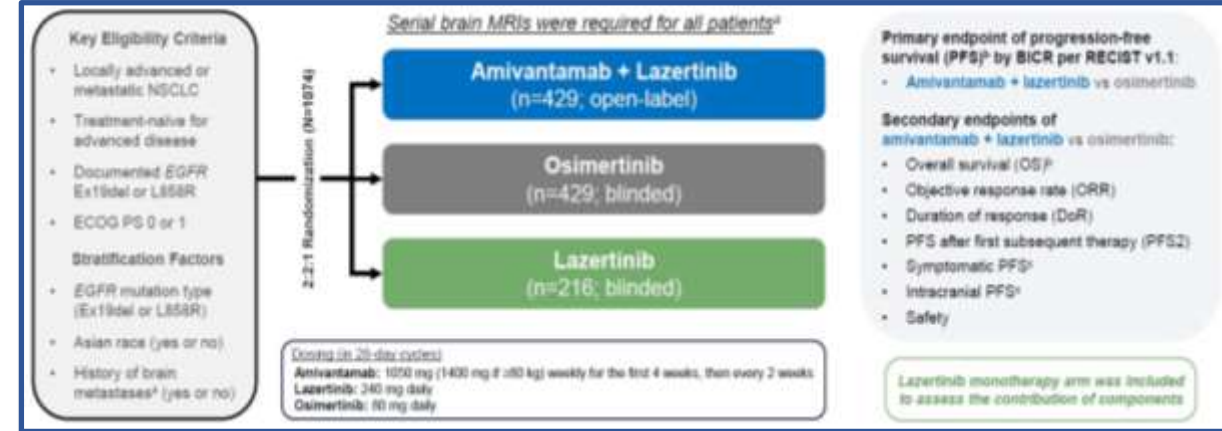 Key Eligibility Criteria
• Locally advanced or
metastatic NSCLC
• Treatment-naïve for
advanced disease
• Documented EGFR
Ex19del or L858R
• ECOG PS 0 or 1
Stratification Factors
• EGFR mutation type
(Ex19del or L858R)
• Asian race (yes or no)
• History of brain
metastases (yes or no)
2:2:1 Randomization (N=1074)
Serial brain MRIs were required for all patients
Amivantamab + Lazertinib
(n=429; open-label)
Osimertinib
(n=429; blinded)
Lazertinib
(n=216; blinded)
Dosing (in 28-day cycles)
Amivantamab: 1050 mg (1400 mg if ≥80 kg) weekly for the first 4 weeks, then every 2 weeks
Lazertinib: 240 mg daily
Osimertinib: 80 mg daily
Primary endpoint of progression-free
survival (PFS) by BICR per RECIST v1.1:
• Amivantamab + lazertinib vs osimertinib
Secondary endpoints of
amivantamab + lazertinib vs osimertinib:
• Overall survival (OS)
• Objective response rate (ORR)
• Duration of response (DoR)
• PFS after first subsequent therapy (PFS2)
• Symptomatic PFS
• Intracranial PFS
• Safety
Lazertinib monotherapy arm was included
to assess the contribution of components